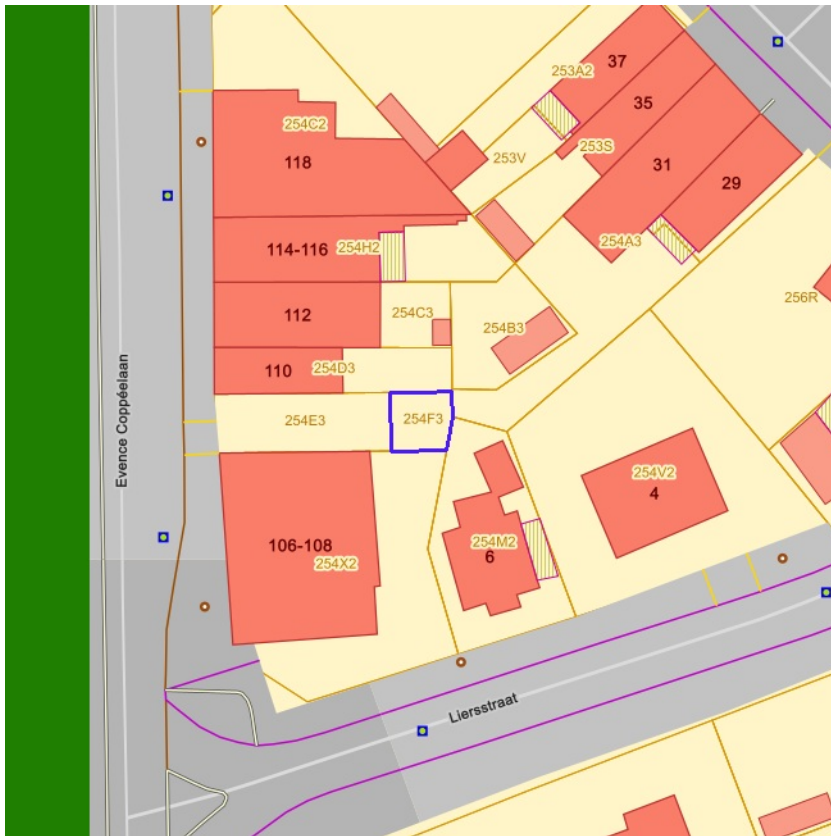 37
253A2
35
254C2
253S
253V
118
31
29
114-116
254H2
254A3
256R
112
254C3
254B3
110
254D3
Evence Coppéelaan
254E3
254F3
254V2
4
106-108
254X2
254M2
6
Liersstraat